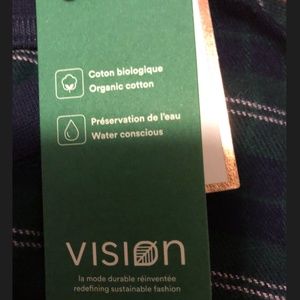 Coton biologique
Organic cotton
Préservation de l'eau
Water conscious
VISION
la mode durable réinventée
redefining sustainable fashion